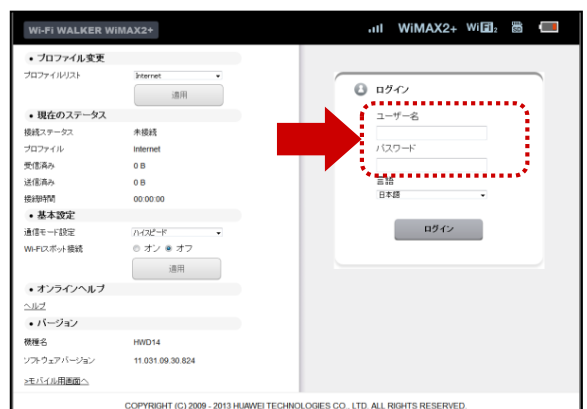 Wi-Fi WALKER WiMAX2+
WiMAX2+ WiFi2
• プロファイル変更
プロファイルリスト Internet
適用
• 現在のステータス
接続ステータス 未接続
プロファイル Internet
受信済み 0 B
送信済み 0 B
接続時間 00:00:00
• 基本設定
通信モード設定 ハイスピード
Wi-Fiスポット接続 オン オフ
適用
• オンラインヘルプ
ヘルプ
• バージョン
機種名 HWD14
ソフトウェアバージョン 11.031.09.30.824
>モバイル用画面へ
ログイン
ユーザー名
パスワード
言語
日本語
ログイン
COPYRIGHT (C) 2009 - 2013 HUAWEI TECHNOLOGIES CO., LTD. ALL RIGHTS RESERVED.